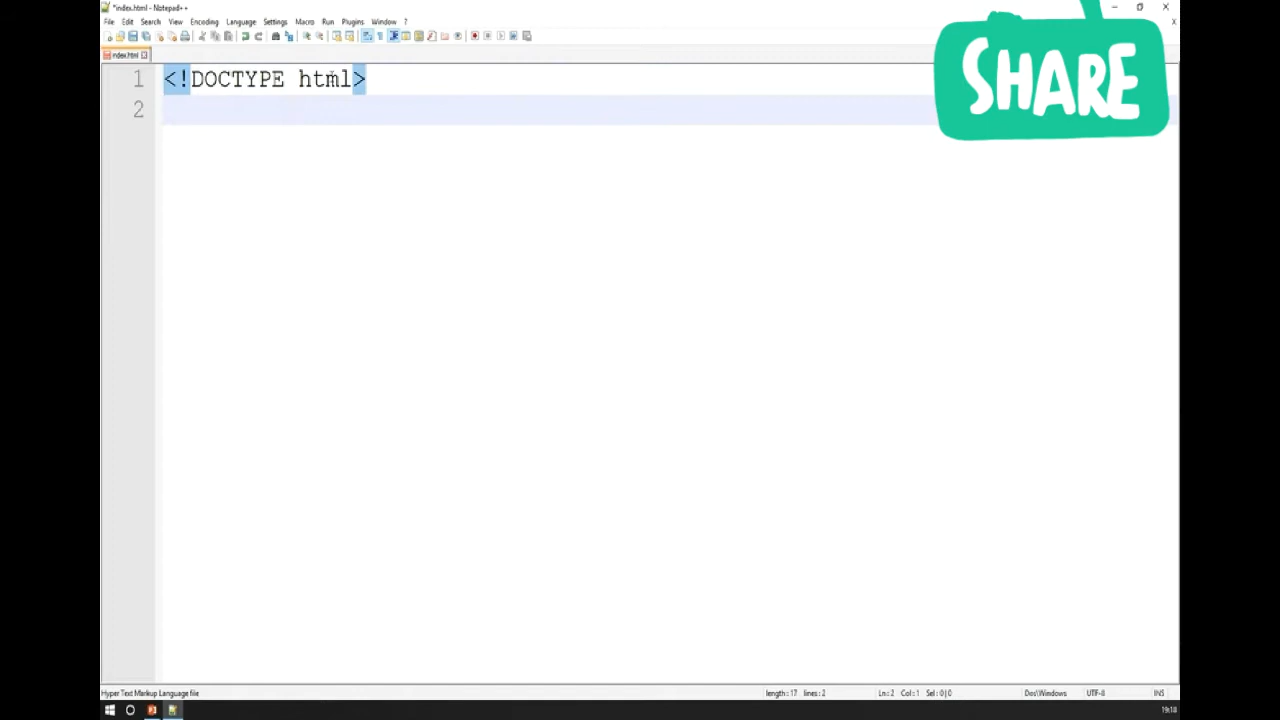 *index.html - Notepad++
File Edit Search View Encoding Language Settings Macro Run Plugins Window ?
index.html
1 <!DOCTYPE html>
2
SHARE
Hyper Text Markup Language file length : 17 lines : 2 Ln : 2 Col : 1 Sel : 0 | 0 Dos\Windows UTF-8 INS
19:18